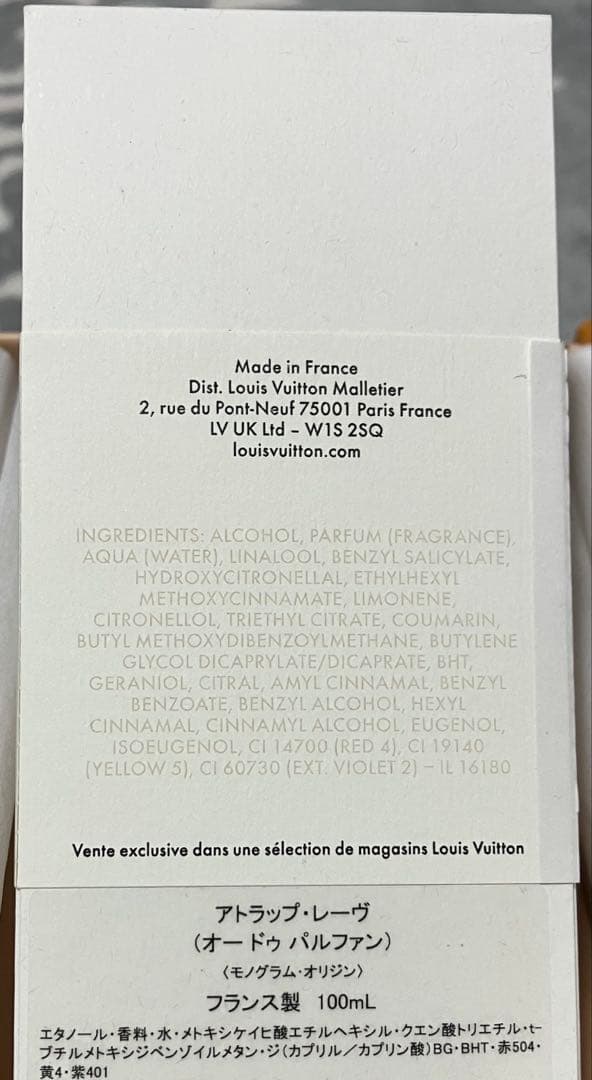 Made in France
Dist. Louis Vuitton Malletier
2, rue du Pont-Neuf 75001 Paris France
LV UK Ltd – W1S 2SQ
louisvuitton.com
INGREDIENTS: ALCOHOL, PARFUM (FRAGRANCE),
AQUA (WATER), LINALOOL, BENZYL SALICYLATE,
HYDROXYCITRONELLAL, ETHYLHEXYL
METHOXYCINNAMATE, LIMONENE,
CITRONELLOL, TRIETHYL CITRATE, COUMARIN,
BUTYL METHOXYDIBENZOYLMETHANE, BUTYLENE
GLYCOL DICAPRYLATE/DICAPRATE, BHT,
GERANIOL, CITRAL, AMYL CINNAMAL, BENZYL
BENZOATE, BENZYL ALCOHOL, HEXYL
CINNAMAL, CINNAMYL ALCOHOL, EUGENOL,
ISOEUGENOL, CI 14700 (RED 4), CI 19140
(YELLOW 5), CI 60730 (EXT. VIOLET 2) – IL 16180
Vente exclusive dans une sélection de magasins Louis Vuitton
アトラップ・レーヴ
（オー ドゥ パルファン）
〈モノグラム・オリジン〉
フランス製 100mL
エタノール・香料・水・メトキシケイヒ酸エチルヘキシル・クエン酸トリエチル・t-
ブチルメトキシジベンゾイルメタン・ジ（カプリル／カプリン酸）BG・BHT・赤504・
黄4・紫401